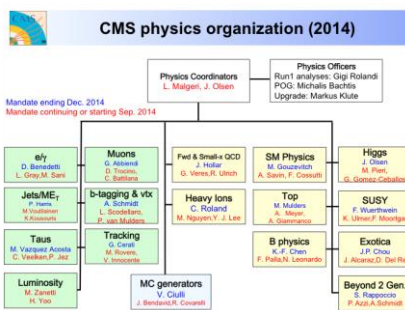 CMS
CMS physics organization (2014)
Physics Coordinators
L. Malgeri, J. Olsen
Physics Officers
Run1 analyses: Gigi Rolandi
POG: Michalis Bachtis
Upgrade: Markus Klute
Mandate ending Dec. 2014
Mandate continuing or starting Sep. 2014
e/γ
D. Benedetti
L. Gray, M. Sani
Jets/MET
P. Harris
M.Voutilainen
K.Kousouris
Taus
M. Vazquez Acosta
C. Veelken, P. Jez
Luminosity
M. Zanetti
H. Yoo
Muons
G. Abbiendi
D. Trocino,
C. Battilana
b-tagging & vtx
A. Schmidt
L. Scodellaro,
P. van Mulders
Tracking
G. Cerati
M. Rovere,
V. Innocente
Fwd & Small-x QCD
J. Hollar
G. Veres,R. Ulrich
Heavy Ions
C. Roland
M. Nguyen,Y. J. Lee
MC generators
V. Ciulli
J. Bendavid,R. Covarelli
SM Physics
M. Gouzevitch
A. Savin, F. Cossutti
Top
M. Mulders
A. Meyer,
A. Giammanco
B physics
K.-F. Chen
F. Palla,N. Leonardo
Higgs
J. Olsen
M. Pieri,
G. Gomez-Ceballos
SUSY
F. Wuerthwein
K. Ulmer,F. Moortgat
Exotica
J.P. Chou
J. Alcaraz,D. Del Re
Beyond 2 Gen.
S. Rappoccio
P. Azzi,A.Schmidt